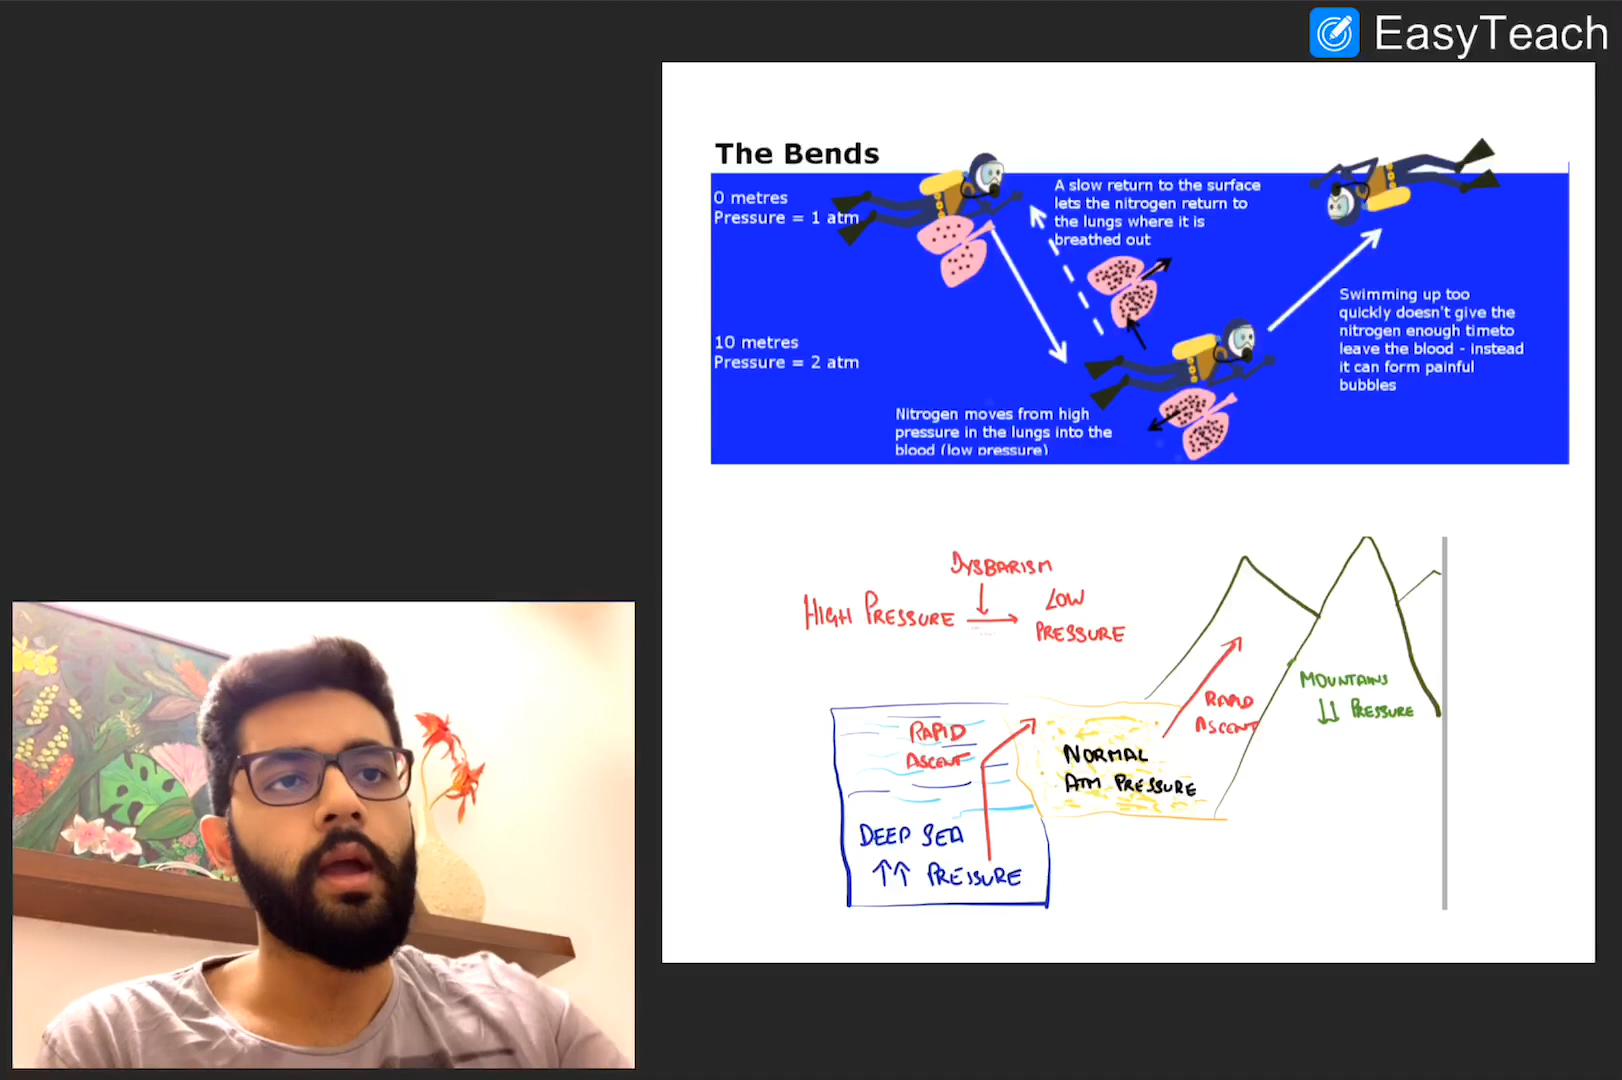 EasyTeach
The Bends
0 metres
Pressure = 1 atm
A slow return to the surface
lets the nitrogen return to
the lungs where it is
breathed out
10 metres
Pressure = 2 atm
Swimming up too
quickly doesn't give the
nitrogen enough timeto
leave the blood - instead
it can form painful
bubbles
Nitrogen moves from high
pressure in the lungs into the
blood (low pressure)
DYSBARISM
HIGH PRESSURE
LOW
PRESSURE
MOUNTAINS
↓↓ PRESSURE
RAPID
ASCENT
RAPID
ASCENT
NORMAL
ATM PRESSURE
DEEP SEA
↑↑ PRESSURE